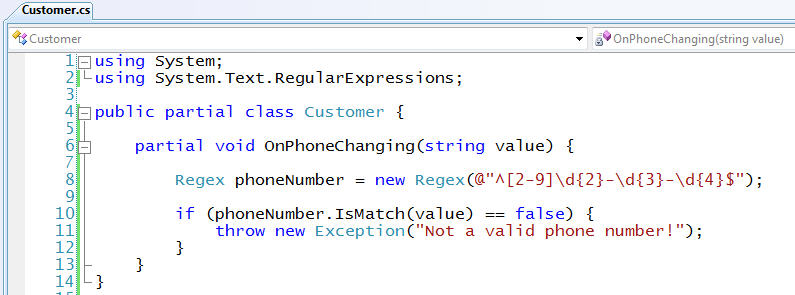 Customer.cs
Customer OnPhoneChanging(string value)
1 using System;
2 using System.Text.RegularExpressions;
3
4 public partial class Customer {
5
6 partial void OnPhoneChanging(string value) {
7
8 Regex phoneNumber = new Regex(@"^[2-9]\d{2}-\d{3}-\d{4}$");
9
10 if (phoneNumber.IsMatch(value) == false) {
11 throw new Exception("Not a valid phone number!");
12 }
13 }
14 }
15